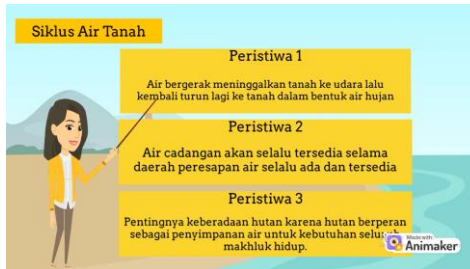 Siklus Air Tanah
Peristiwa 1
Air bergerak meninggalkan tanah ke udara lalu
kembali turun lagi ke tanah dalam bentuk air hujan
Peristiwa 2
Air cadangan akan selalu tersedia selama
daerah peresapan air selalu ada dan tersedia
Peristiwa 3
Pentingnya keberadaan hutan karena hutan berperan
sebagai penyimpanan air untuk kebutuhan
makhluk hidup.
Made with
Animaker